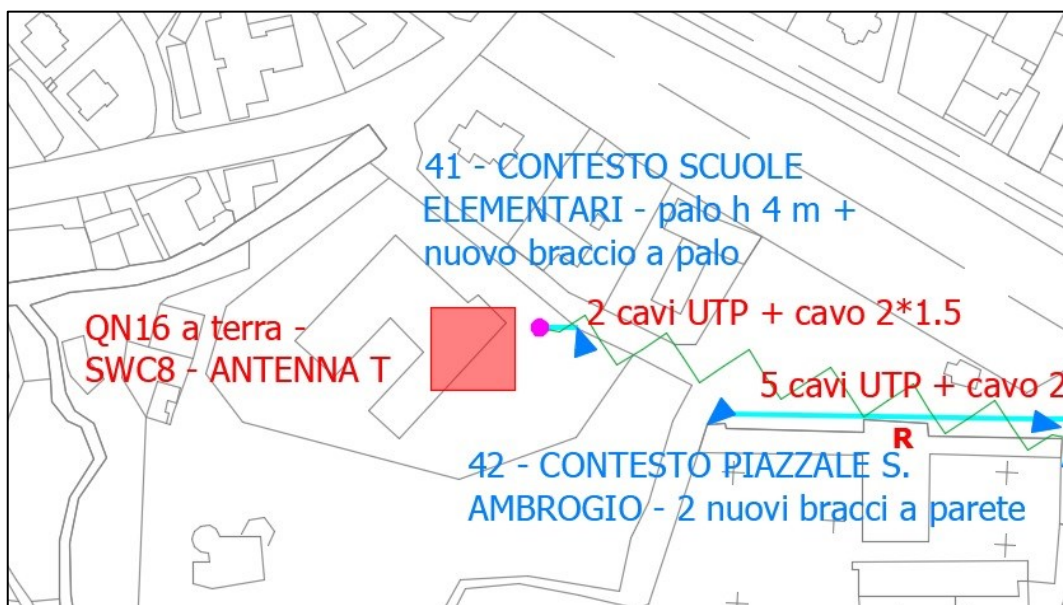 41 - CONTESTO SCUOLE
ELEMENTARI - palo h 4 m +
nuovo braccio a palo
QN16 a terra -
SWC8 - ANTENNA T
2 cavi UTP + cavo 2*1.5
5 cavi UTP + cavo 2
R
42 - CONTESTO PIAZZALE S.
AMBROGIO - 2 nuovi bracci a parete